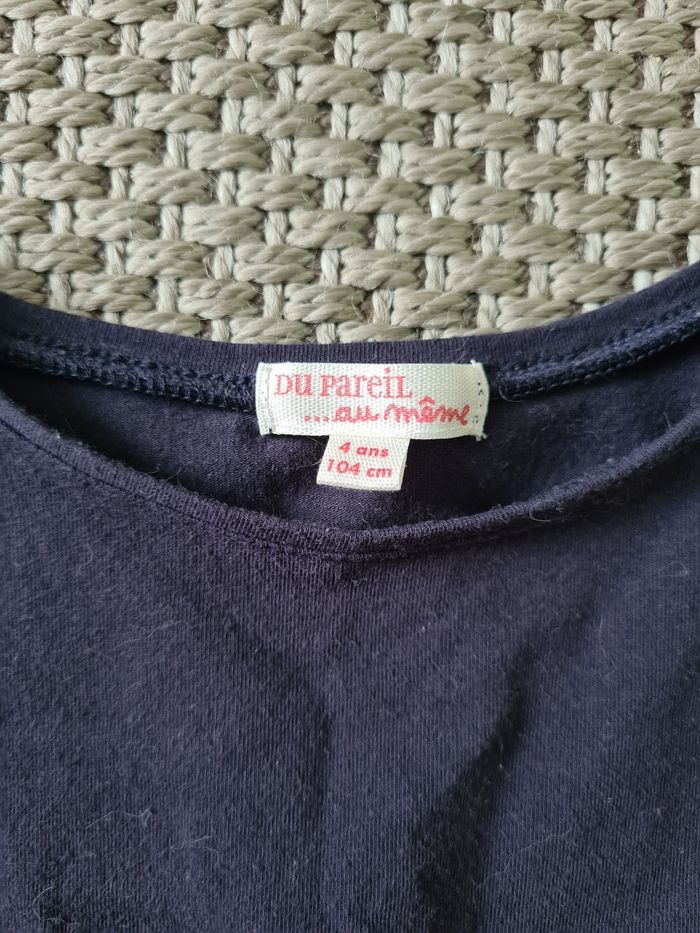 DU PareiL
...au même
4 ans
104 cm